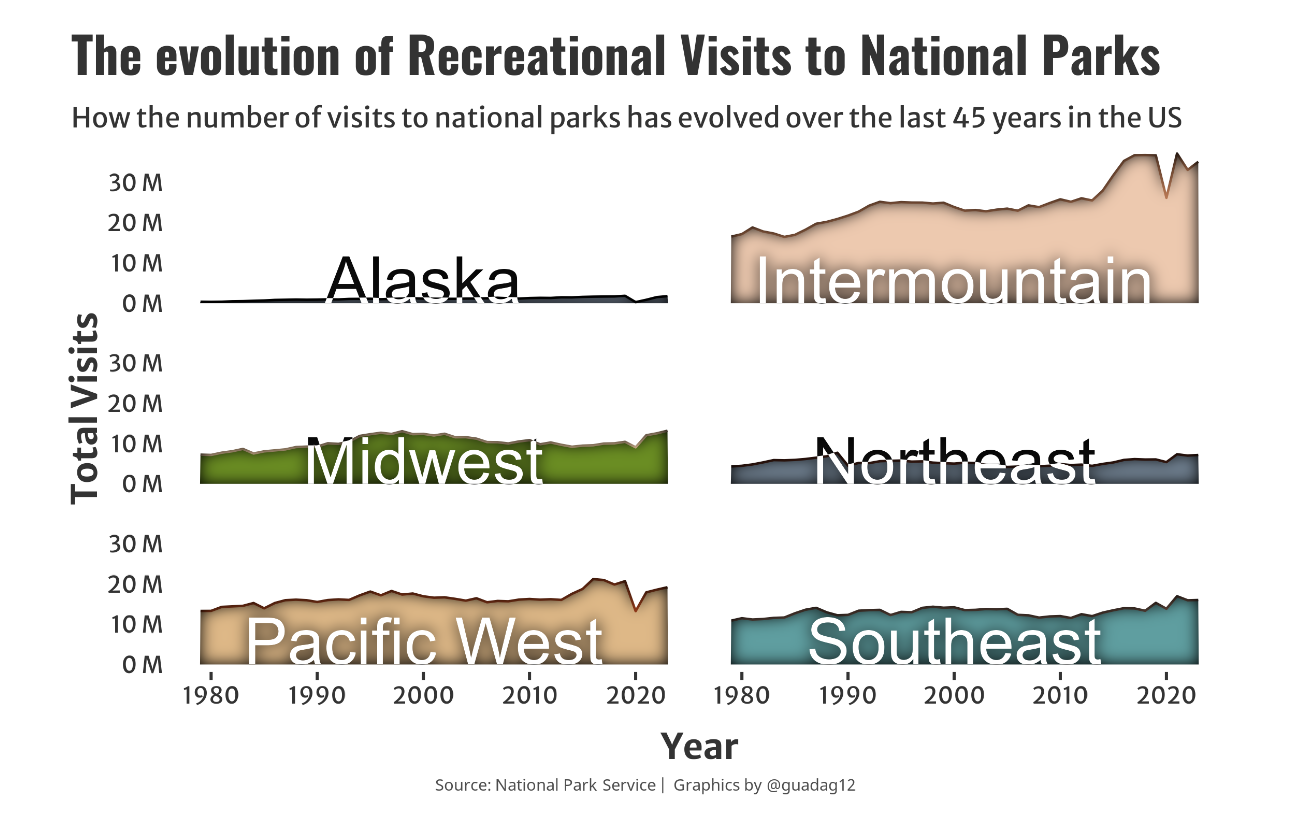 The evolution of Recreational Visits to National Parks
How the number of visits to national parks has evolved over the last 45 years in the US
Total Visits
30 M
20 M
10 M
0 M
Alaska
Intermountain
30 M
20 M
10 M
0 M
Midwest
Northeast
30 M
20 M
10 M
0 M
Pacific West
Southeast
1980 1990 2000 2010 2020
1980 1990 2000 2010 2020
Year
Source: National Park Service | Graphics by @guadag12